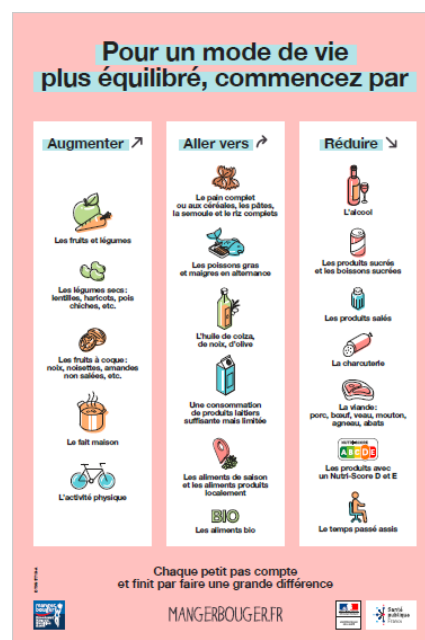 Pour un mode de vie
plus équilibré, commencez par
Augmenter
Les fruits et légumes
Les légumes secs :
lentilles, haricots, pois
chiches, etc.
Les fruits à coque :
noix, noisettes, amandes
non salées, etc.
Le fait maison
L'activité physique
Aller vers
Le pain complet
ou aux céréales, les pâtes,
la semoule et le riz complets
Les poissons gras
et maigres en alternance
L'huile de colza,
de noix, d'olive
Une consommation
de produits laitiers
suffisante mais limitée
Les aliments de saison
et les aliments produits
localement
BIO
Les aliments bio
Réduire
L'alcool
Les produits sucrés
et les boissons sucrées
Les produits salés
La charcuterie
La viande :
porc, bœuf, veau, mouton,
agneau, abats
NUTRI-SCORE
A B C D E
Les produits avec
un Nutri-Score D et E
Le temps passé assis
Chaque petit pas compte
et finit par faire une grande différence
manger
bouger
MANGERBOUGER.FR
Santé
publique
France